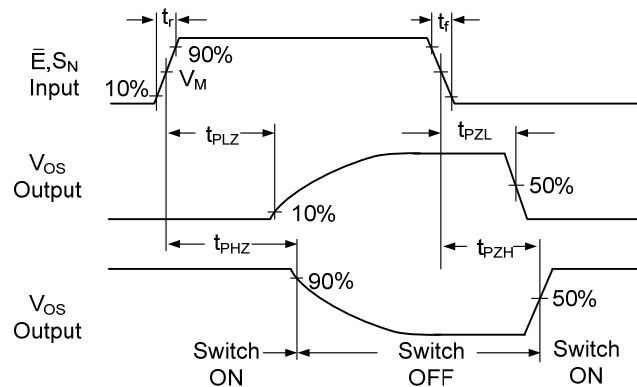 tr
tf
90%
Ē,SN
Input
VM
10%
tPLZ
tPZL
VOS
Output
50%
10%
tPHZ
tPZH
90%
50%
VOS
Output
Switch
ON
Switch
OFF
Switch
ON